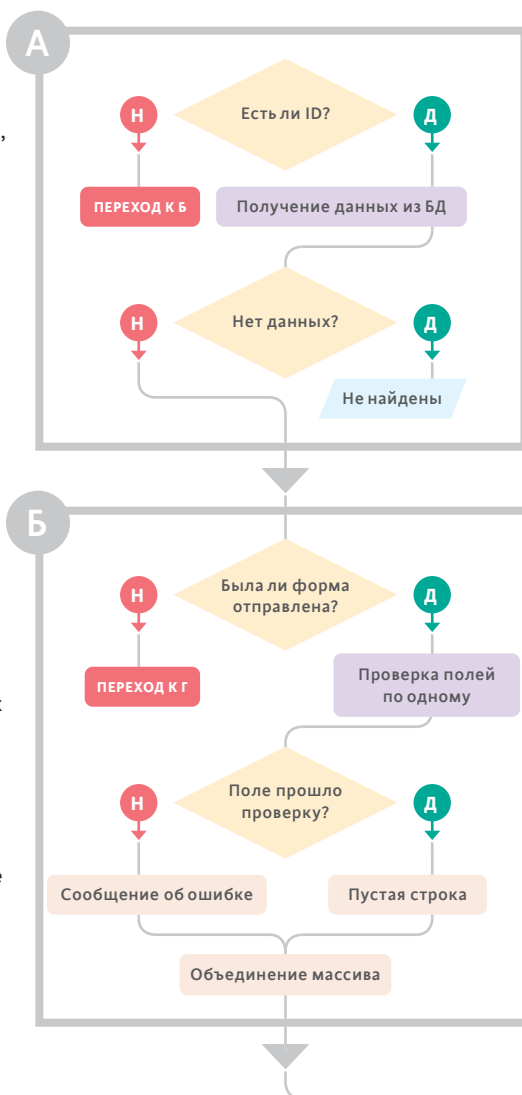 А
Есть ли ID?
Н
Д
,
ПЕРЕХОД К Б
Получение данных из БД
Нет данных?
Н
Д
Не найдены
Б
Была ли форма
отправлена?
Н
Д
ПЕРЕХОД К Г
Проверка полей
по одному
х
Поле прошло
проверку?
Н
Д
е
Сообщение об ошибке
Пустая строка
Объединение массива